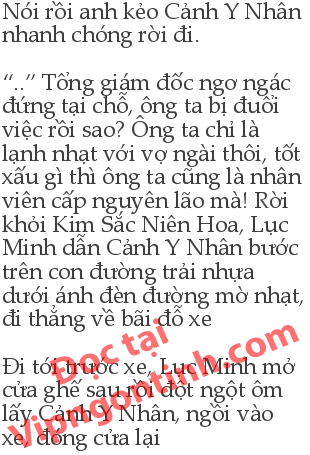 Nói rồi anh kéo Cảnh Y Nhân
nhanh chóng rời đi.
“..” Tổng giám đốc ngơ ngác
đứng tại chỗ, ông ta bị đuổi
việc rồi sao? Ông ta chỉ là
lạnh nhạt với vợ ngài thôi, tốt
xấu gì thì ông ta cũng là nhân
viên cấp nguyên lão mà! Rời
khỏi Kim Sắc Niên Hoa, Lục
Minh dẫn Cảnh Y Nhân bước
trên con đường trải nhựa
dưới ánh đèn đường mờ nhạt,
đi thẳng về bãi đỗ xe
Đi tới trước xe, Lục Minh mở
cửa ghế sau rồi đột ngột ôm
lấy Cảnh Y Nhân, ngồi vào
xe, đóng cửa lại
Đọc tại
Vipngontinh.com